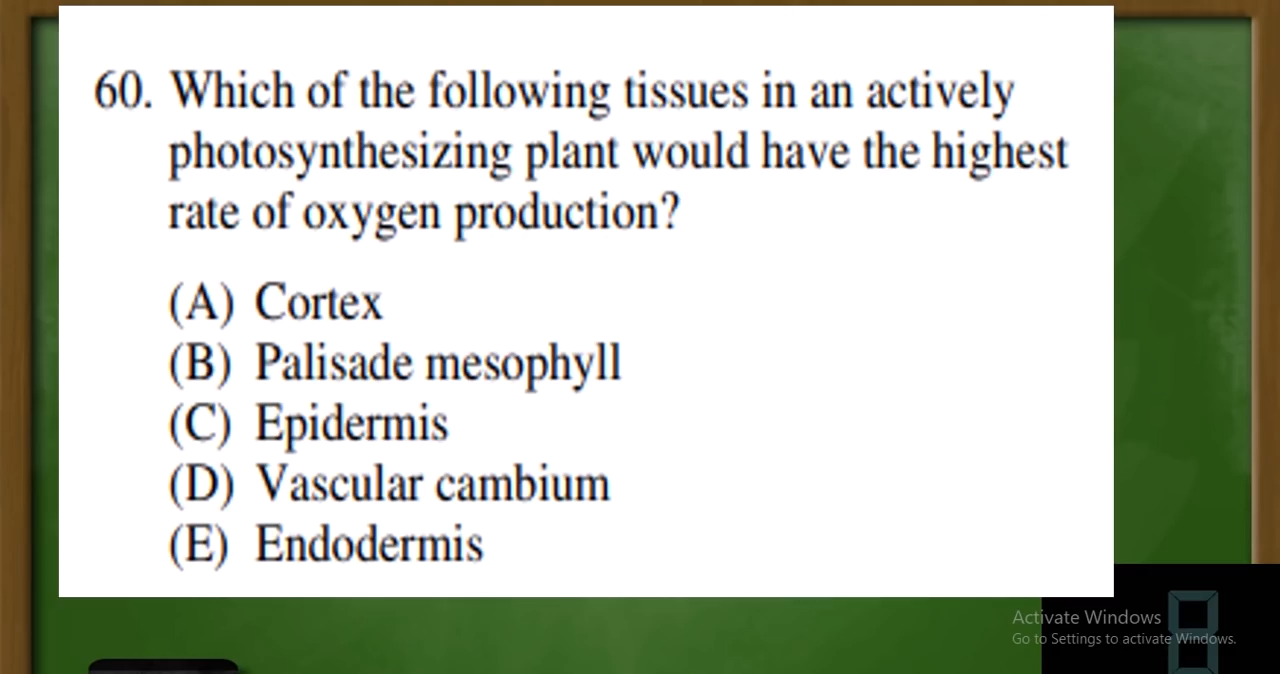 60. Which of the following tissues in an actively
photosynthesizing plant would have the highest
rate of oxygen production?
(A) Cortex
(B) Palisade mesophyll
(C) Epidermis
(D) Vascular cambium
(E) Endodermis
Activate Windows
Go to Settings to activate Windows.